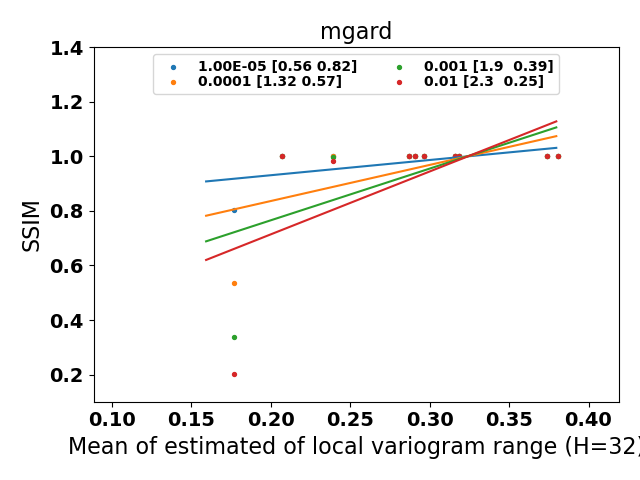 mgard
1.00E-05 [0.56 0.82]
0.0001 [1.32 0.57]
0.001 [1.9  0.39]
0.01 [2.3  0.25]
SSIM
1.4
1.2
1.0
0.8
0.6
0.4
0.2
0.10 0.15 0.20 0.25 0.30 0.35 0.40
Mean of estimated of local variogram range (H=32)